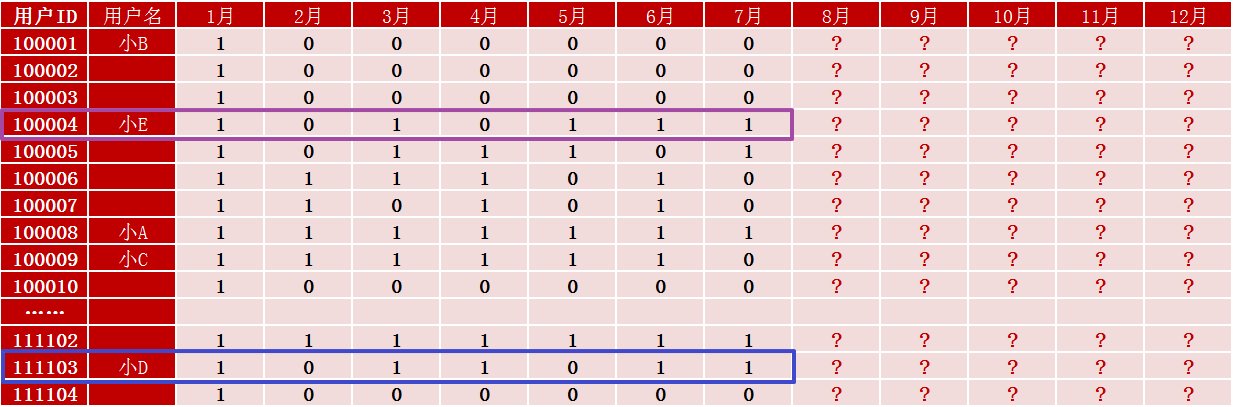 用户ID 用户名 1月 2月 3月 4月 5月 6月 7月 8月 9月 10月 11月 12月
100001 小B 1 0 0 0 0 0 0 ? ? ? ? ?
100002 1 0 0 0 0 0 0 ? ? ? ? ?
100003 1 0 0 0 0 0 0 ? ? ? ? ?
100004 小E 1 0 1 0 1 1 1 ? ? ? ? ?
100005 1 0 1 1 1 0 1 ? ? ? ? ?
100006 1 1 1 1 0 1 0 ? ? ? ? ?
100007 1 1 0 1 0 1 0 ? ? ? ? ?
100008 小A 1 1 1 1 1 1 1 ? ? ? ? ?
100009 小C 1 1 1 1 1 1 0 ? ? ? ? ?
100010 1 0 0 0 0 0 0 ? ? ? ? ?
……
111102 1 1 1 1 1 1 1 ? ? ? ? ?
111103 小D 1 0 1 1 0 1 1 ? ? ? ? ?
111104 1 0 0 0 0 0 0 ? ? ? ? ?